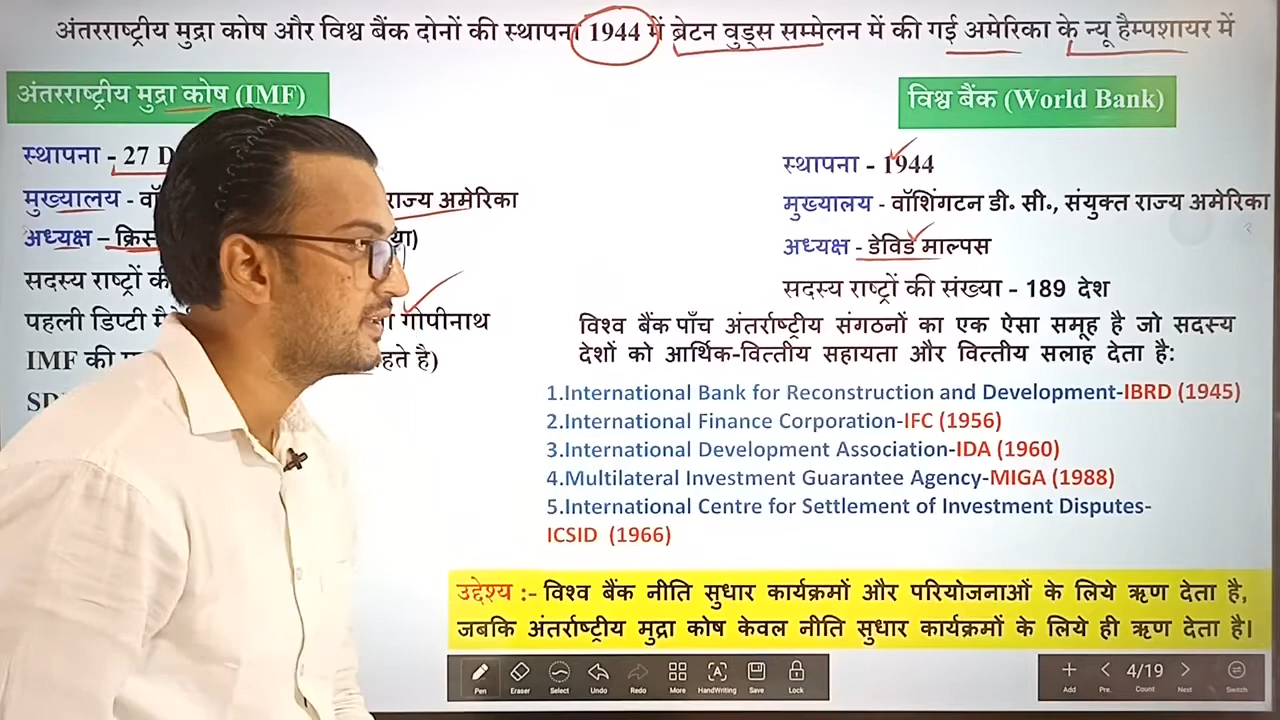 अंतरराष्ट्रीय मुद्रा कोष और विश्व बैंक दोनों की स्थापना 1944 में ब्रेटन वुड्स सम्मेलन में की गई अमेरिका के न्यू हैम्पशायर में
अंतरराष्ट्रीय मुद्रा कोष (IMF)
स्थापना - 27 D
मुख्यालय - राज्य अमेरिका
अध्यक्ष –
सदस्य राष्ट्रों की
पहली डिप्टी गोपीनाथ
IMF की हते है)
विश्व बैंक (World Bank)
स्थापना - 1944
मुख्यालय - वॉशिंगटन डी॰ सी॰, संयुक्त राज्य अमेरिका
अध्यक्ष - डेविड माल्पस
सदस्य राष्ट्रों की संख्या - 189 देश
विश्व बैंक पाँच अंतर्राष्ट्रीय संगठनों का एक ऐसा समूह है जो सदस्य
देशों को आर्थिक-वित्तीय सहायता और वित्तीय सलाह देता है:
1.International Bank for Reconstruction and Development-IBRD (1945)
2.International Finance Corporation-IFC (1956)
3.International Development Association-IDA (1960)
4.Multilateral Investment Guarantee Agency-MIGA (1988)
5.International Centre for Settlement of Investment Disputes-
ICSID (1966)
उद्देश्य :- विश्व बैंक नीति सुधार कार्यक्रमों और परियोजनाओं के लिये ऋण देता है,
जबकि अंतर्राष्ट्रीय मुद्रा कोष केवल नीति सुधार कार्यक्रमों के लिये ही ऋण देता है।
Pen Eraser Select Undo Redo More HandWriting Save Lock
4/19
Add Pre. Count Next Switch